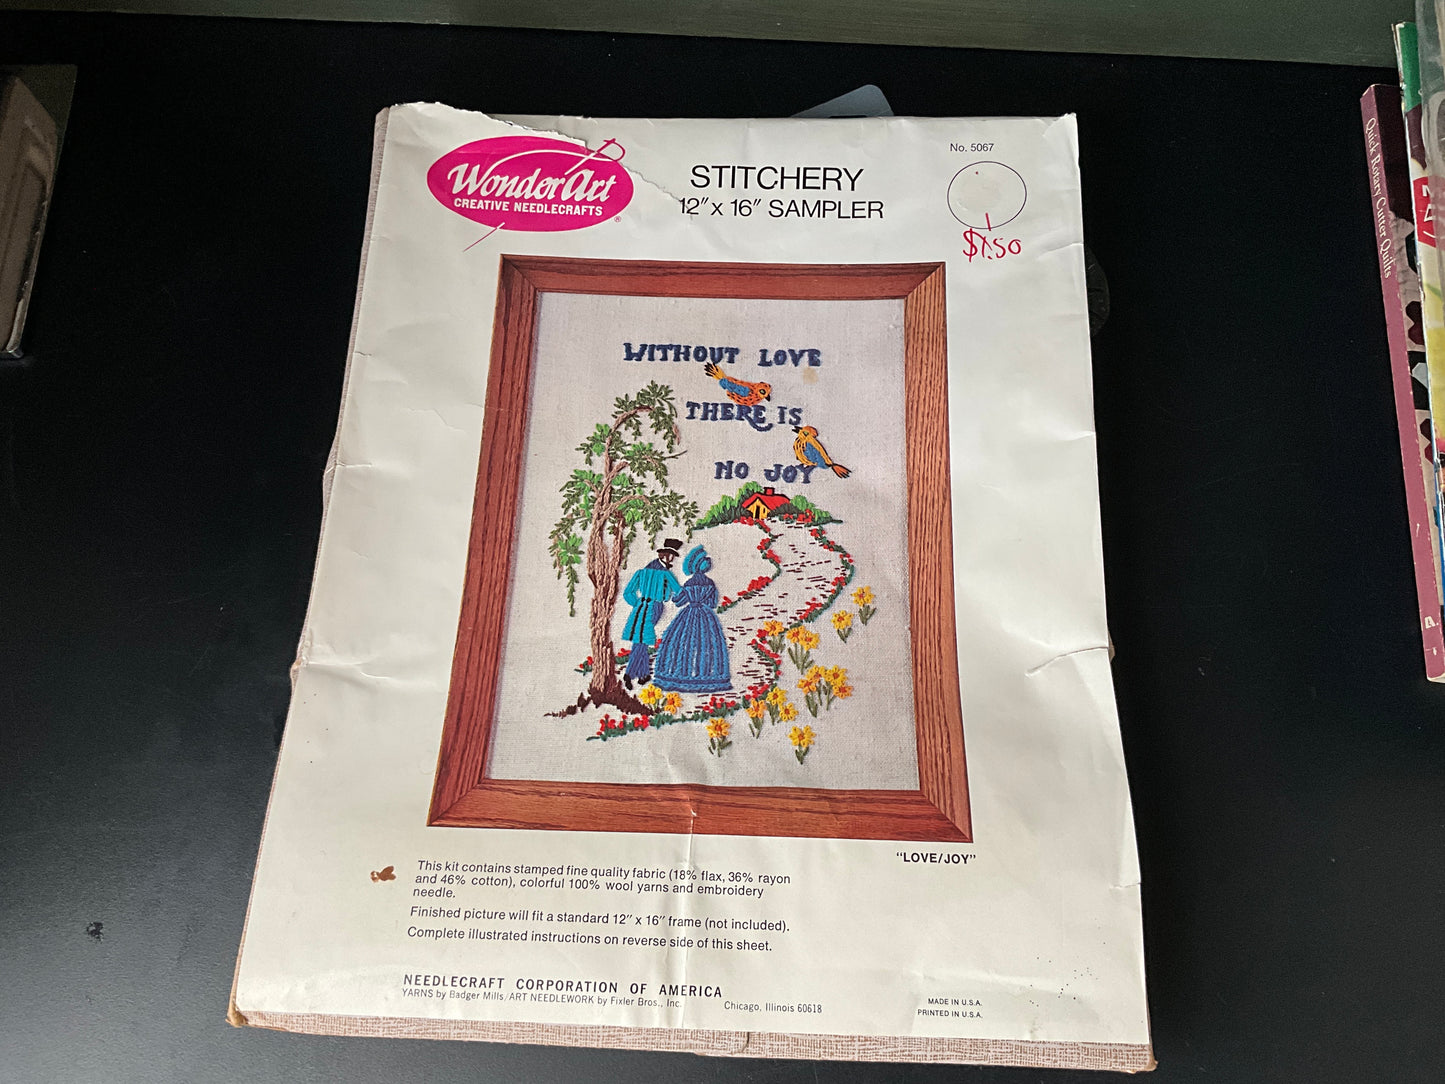 WonderArt
CREATIVE NEEDLECRAFTS
®
STITCHERY
12" x 16" SAMPLER
No. 5067
$1.50
WITHOUT LOVE
THERE IS
NO JOY
"LOVE/JOY"
This kit contains stamped fine quality fabric (18% flax, 36% rayon
and 46% cotton), colorful 100% wool yarns and embroidery
needle.
Finished picture will fit a standard 12" x 16" frame (not included).
Complete illustrated instructions on reverse side of this sheet.
NEEDLECRAFT CORPORATION OF AMERICA
YARNS by Badger Mills/ART NEEDLEWORK by Fixler Bros., Inc.
Chicago, Illinois 60618
MADE IN U.S.A.
PRINTED IN U.S.A.
Quick Rotary Cutter Quilts